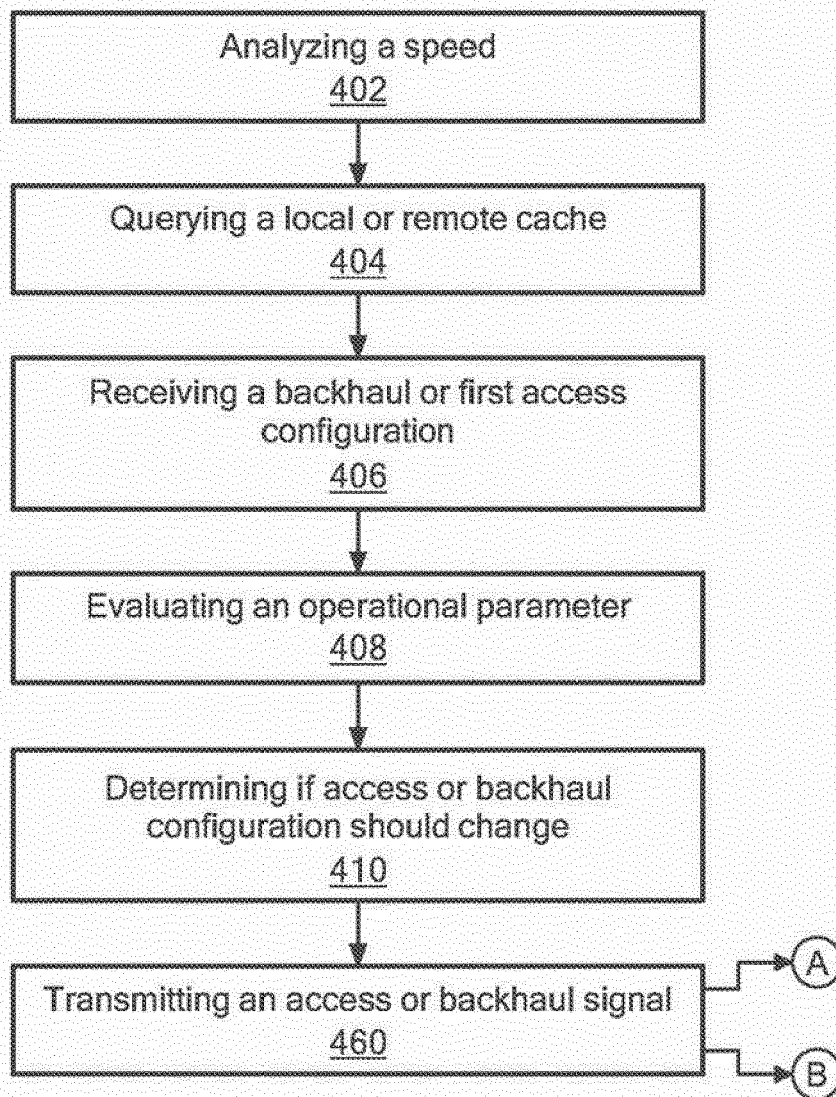 Analyzing a speed
402
Querying a local or remote cache
404
Receiving a backhaul or first access
configuration
406
Evaluating an operational parameter
408
Determining if access or backhaul
configuration should change
410
Transmitting an access or backhaul signal
460
A
B